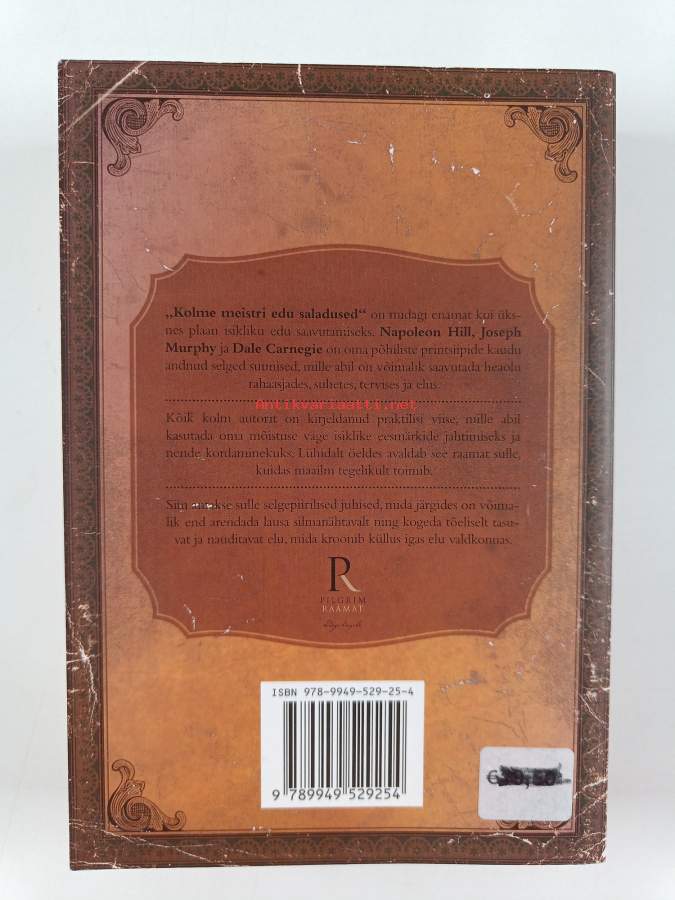 „Kolme meistri edu saladused“ on midagi enamat kui üks-
nes plaan isikliku edu saavutamiseks. Napoleon Hill, Joseph
Murphy ja Dale Carnegie on oma põhiliste printsiipide kaudu
andnud selged suunised, mille abil on võimalik saavutada heaolu
rahaasjades, suhetes, tervises ja elus.
Antikvariaatti.net
Kõik kolm autorit on kirjeldanud praktilisi viise, mille abil
kasutada oma mõistuse väge isiklike eesmärkide jahtimiseks ja
nende kordaminekuks. Lühidalt öeldes avaldab see raamat sulle,
kuidas maailm tegelikult toimib.
Siin antakse sulle selgepiirilised juhised, mida järgides on võima-
lik end arendada lausa silmanähtavalt ning kogeda tõeliselt tasu-
vat ja nauditavat elu, mida kroonib küllus igas elu valdkonnas.
R
PILGRIM
RAAMAT
ISBN 978-9949-529-25-4
9 789949 529254
€